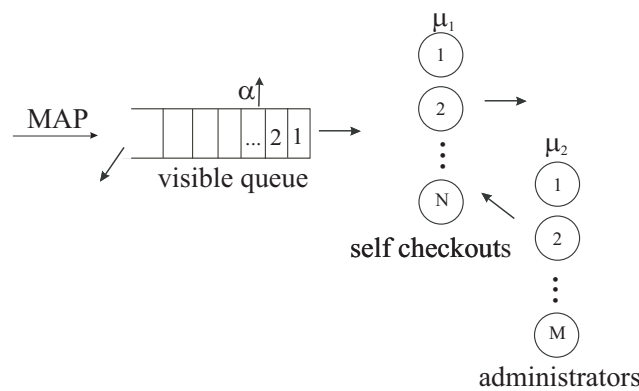 μ₁
1
MAP
α
2
... 2 1
μ₂
visible queue
1
N
2
self checkouts
M
administrators